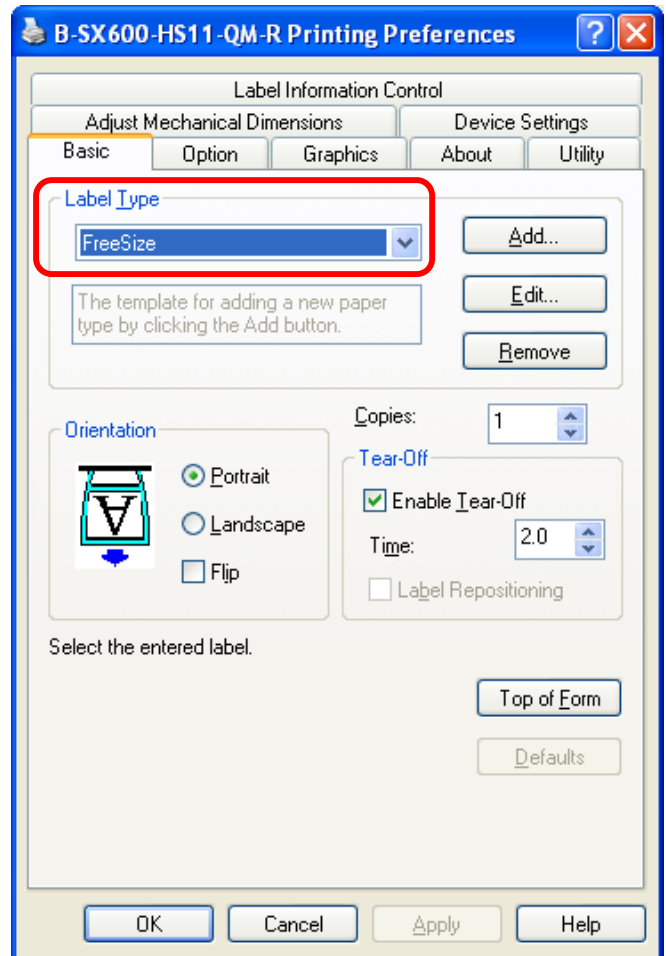 B-SX600-HS11-QM-R Printing Preferences
Label Information Control
Adjust Mechanical Dimensions Device Settings
Basic Option Graphics About Utility
Label Type
FreeSize
Add...
The template for adding a new paper
type by clicking the Add button.
Edit...
Remove
Orientation
Portrait
Landscape
Flip
Copies: 1
Tear-Off
Enable Tear-Off
Time: 2.0
Label Repositioning
Select the entered label.
Top of Form
Defaults
OK Cancel Apply Help